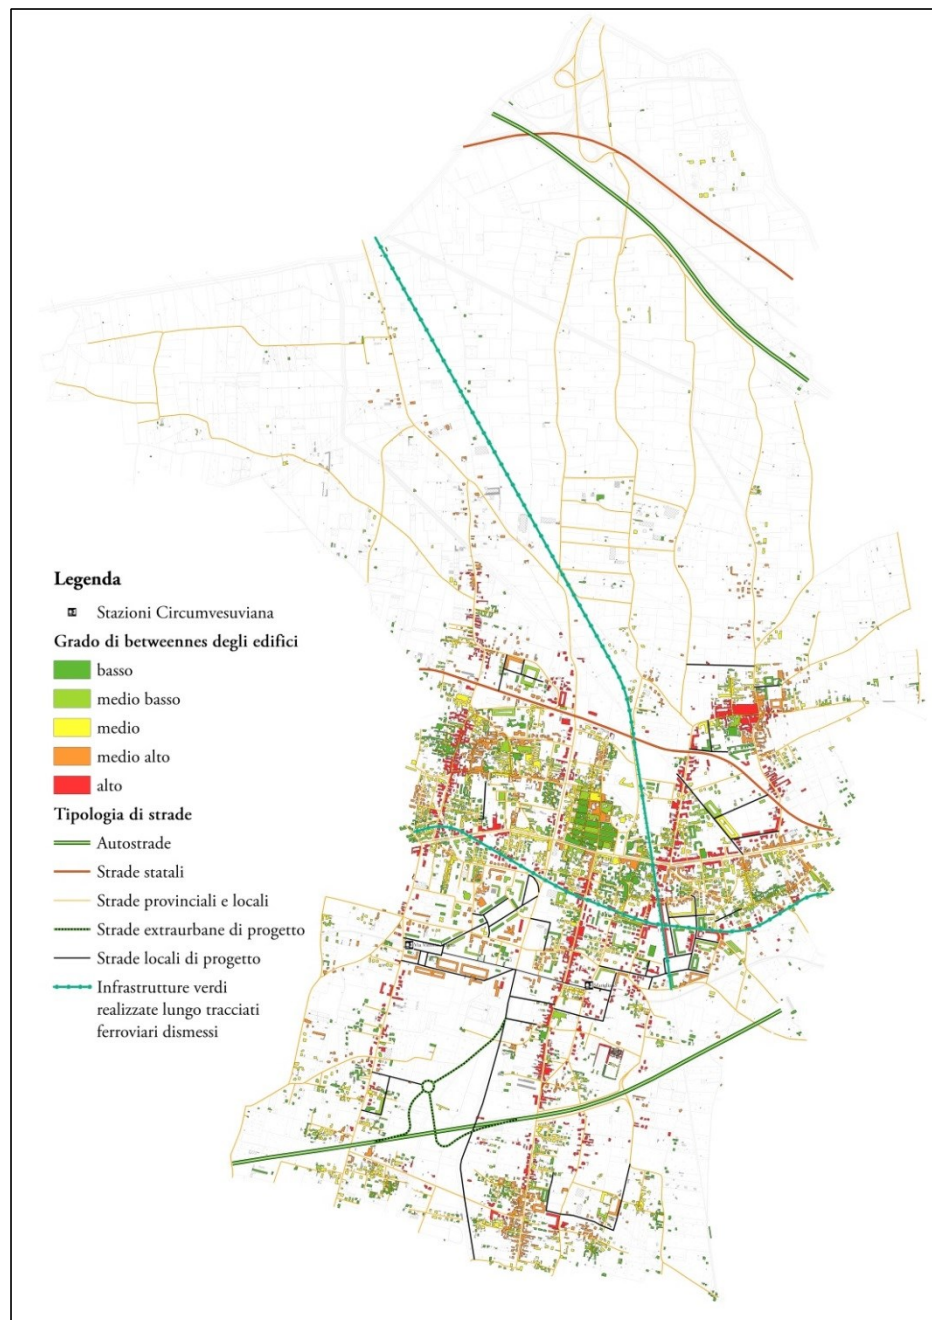 Legenda
Stazioni Circumvesuviana
Grado di betweennes degli edifici
basso
medio basso
medio
medio alto
alto
Tipologia di strade
Autostrade
Strade statali
Strade provinciali e locali
Strade extraurbane di progetto
Strade locali di progetto
Infrastrutture verdi
realizzate lungo tracciati
ferroviari dismessi